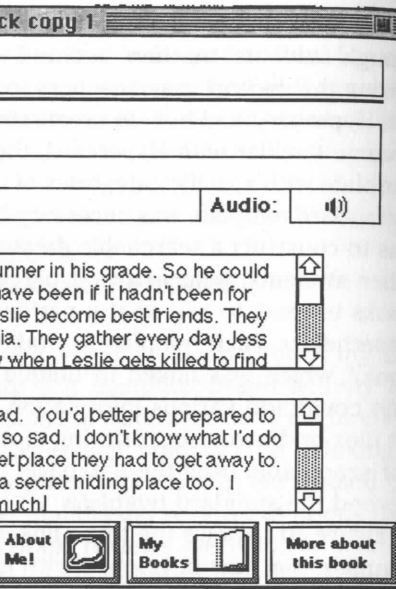 ck copy 1
Audio:
unner in his grade. So he could
have been if it hadn't been for
slie become best friends. They
ia. They gather every day Jess
when Leslie gets killed to find
ad. You'd better be prepared to
so sad. I don't know what I'd do
et place they had to get away to.
a secret hiding place too. I
much!
About Me!
My Books
More about this book